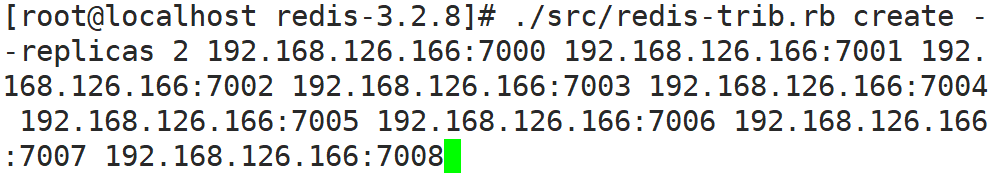 [root@localhost redis-3.2.8]# ./src/redis-trib.rb create -
-replicas 2 192.168.126.166:7000 192.168.126.166:7001 192.
168.126.166:7002 192.168.126.166:7003 192.168.126.166:7004
 192.168.126.166:7005 192.168.126.166:7006 192.168.126.166
:7007 192.168.126.166:7008